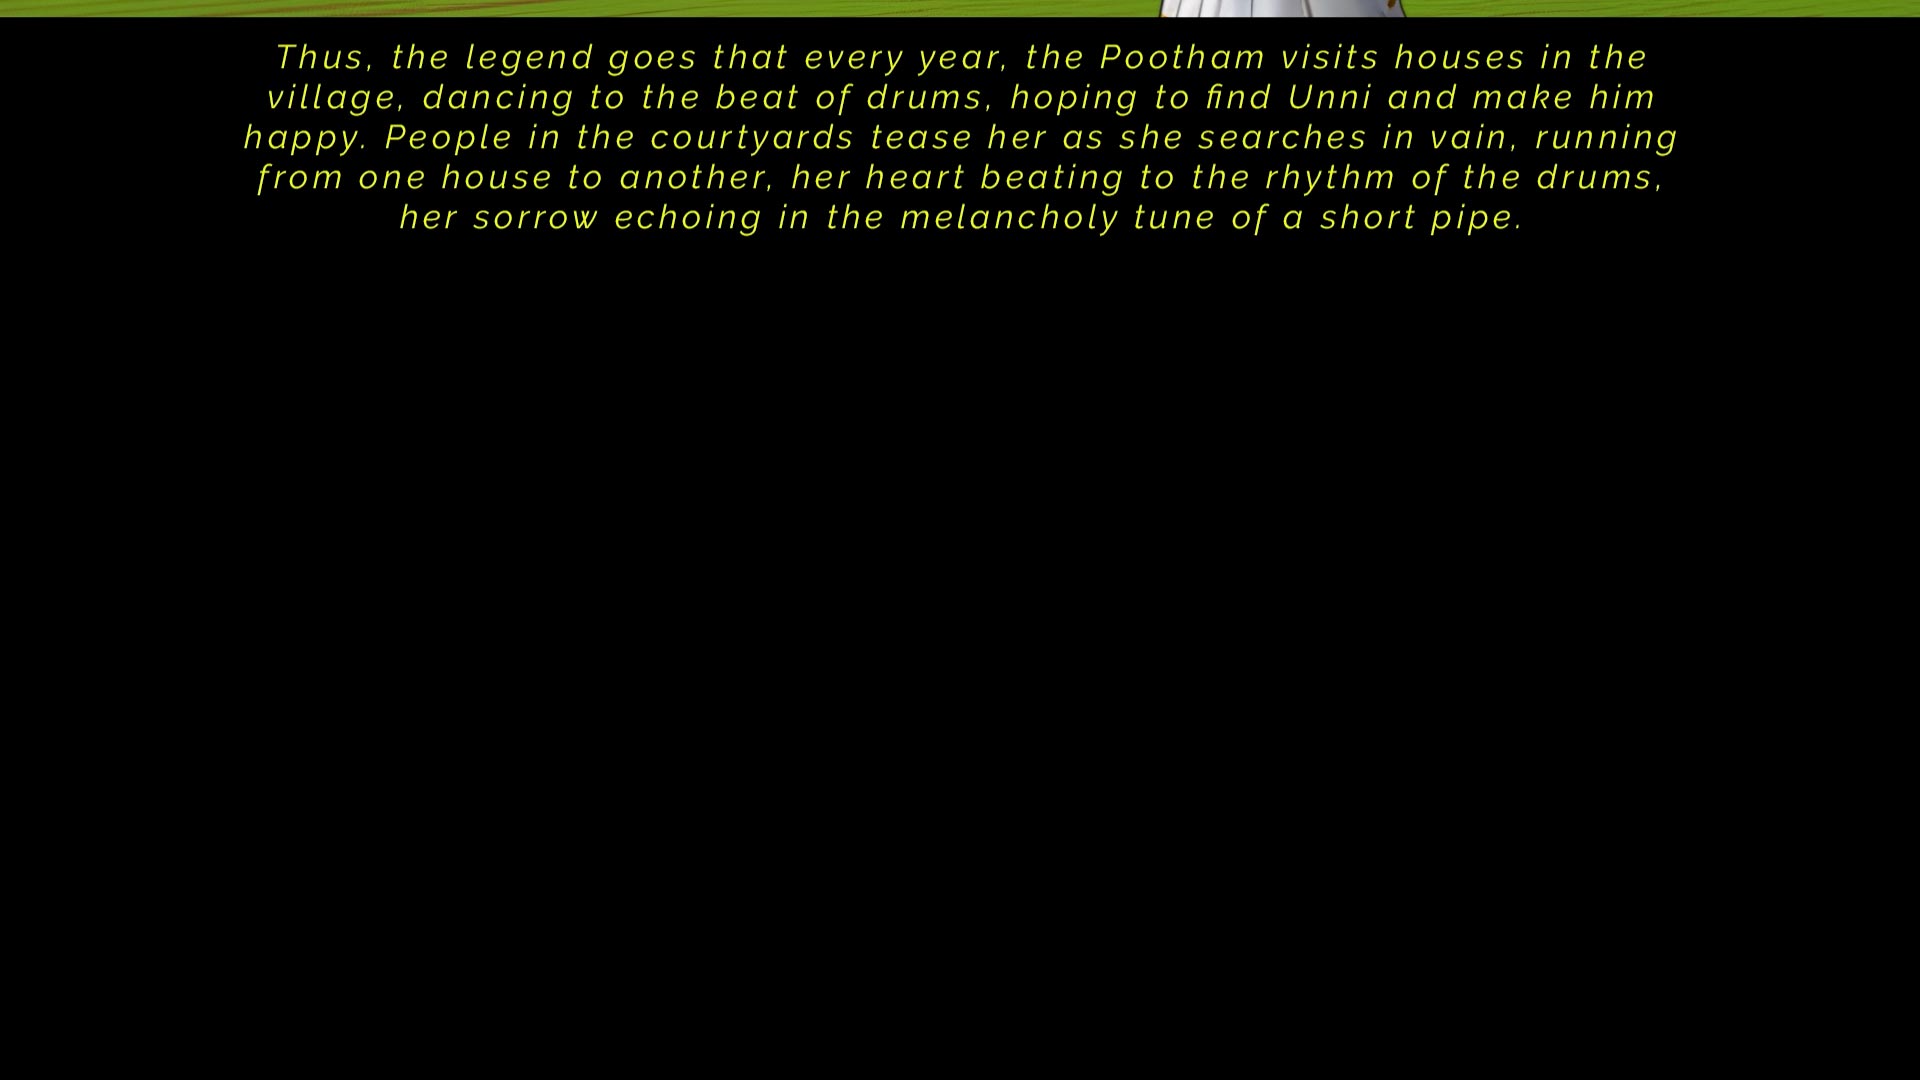 Thus, the legend goes that every year, the Pootham visits houses in the
village, dancing to the beat of drums, hoping to find Unni and make him
happy. People in the courtyards tease her as she searches in vain, running
from one house to another, her heart beating to the rhythm of the drums,
her sorrow echoing in the melancholy tune of a short pipe.